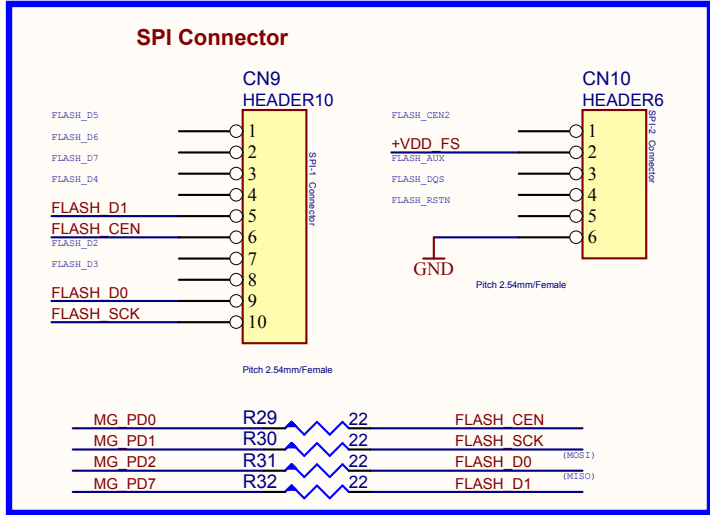 SPI Connector
CN9
HEADER10
FLASH_D5
1
FLASH_D6
2
FLASH_D7
3
FLASH_D4
4
FLASH_D1
5
FLASH_CEN
6
FLASH_D2
7
FLASH_D3
8
FLASH_D0
9
FLASH_SCK
10
SPI-1 Connector
Pitch 2.54mm/Female
CN10
HEADER6
FLASH_CEN2
1
+VDD_FS
2
FLASH_AUX
3
FLASH_DQS
4
FLASH_RSTN
5
6
GND
SPI-2 Connector
Pitch 2.54mm/Female
MG_PD0 R29 22 FLASH_CEN
MG_PD1 R30 22 FLASH_SCK
(MOSI)
MG_PD2 R31 22 FLASH_D0
(MISO)
MG_PD7 R32 22 FLASH_D1